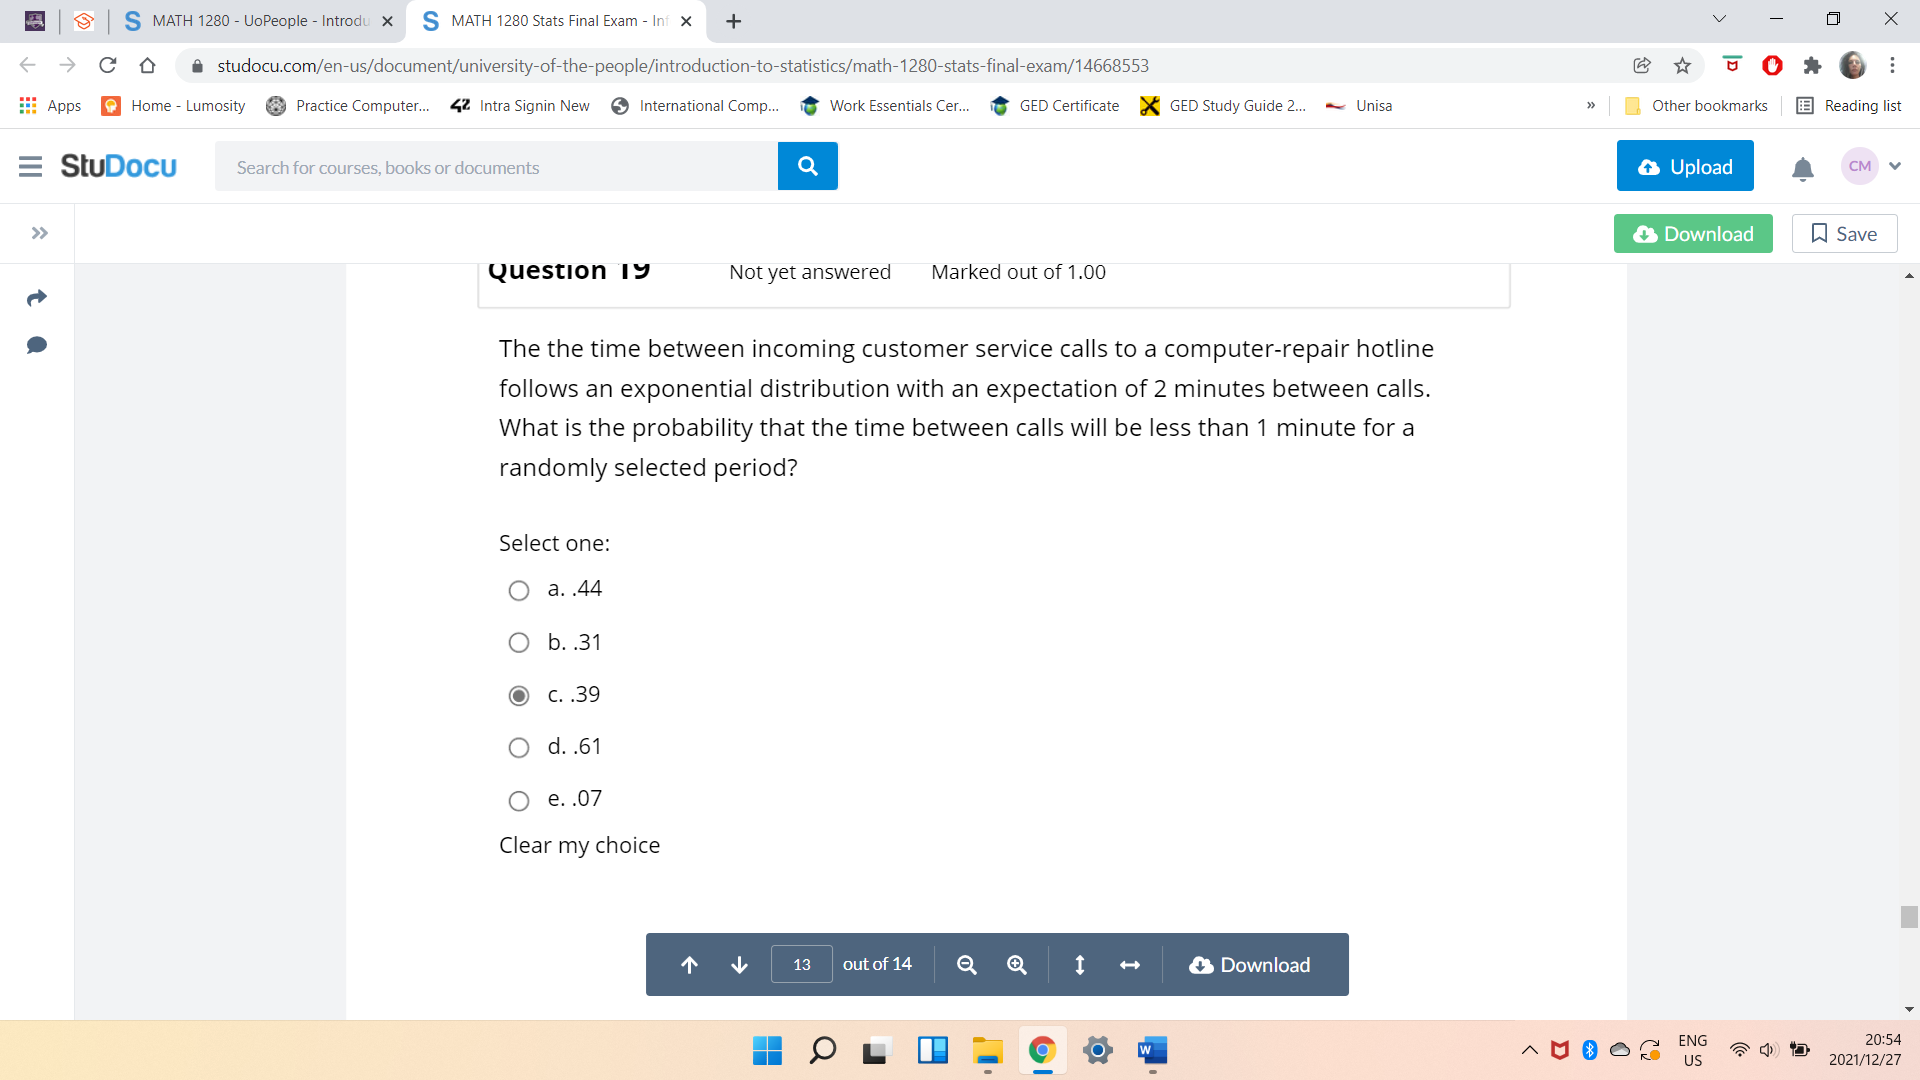 MATH 1280 - UoPeople - Introdu
MATH 1280 Stats Final Exam - Inf
studocu.com/en-us/document/university-of-the-people/introduction-to-statistics/math-1280-stats-final-exam/14668553
Apps
Home - Lumosity
Practice Computer...
42 Intra Signin New
International Comp...
Work Essentials Cer...
GED Certificate
GED Study Guide 2...
Unisa
»
Other bookmarks
Reading list
StuDocu
Search for courses, books or documents
Upload
CM
Download
Save
Question 19
Not yet answered
Marked out of 1.00
The the time between incoming customer service calls to a computer-repair hotline
follows an exponential distribution with an expectation of 2 minutes between calls.
What is the probability that the time between calls will be less than 1 minute for a
randomly selected period?
Select one:
a. .44
b. .31
c. .39
d. .61
e. .07
Clear my choice
13 out of 14
Download
ENG
US
20:54
2021/12/27